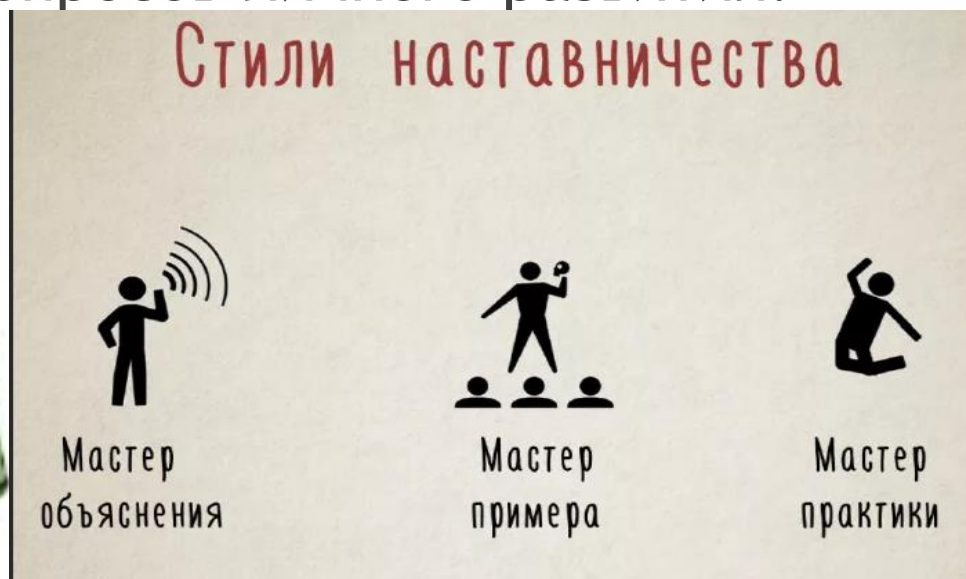 Стили наставничества
Мастер
объяснения
Мастер
примера
Мастер
практики